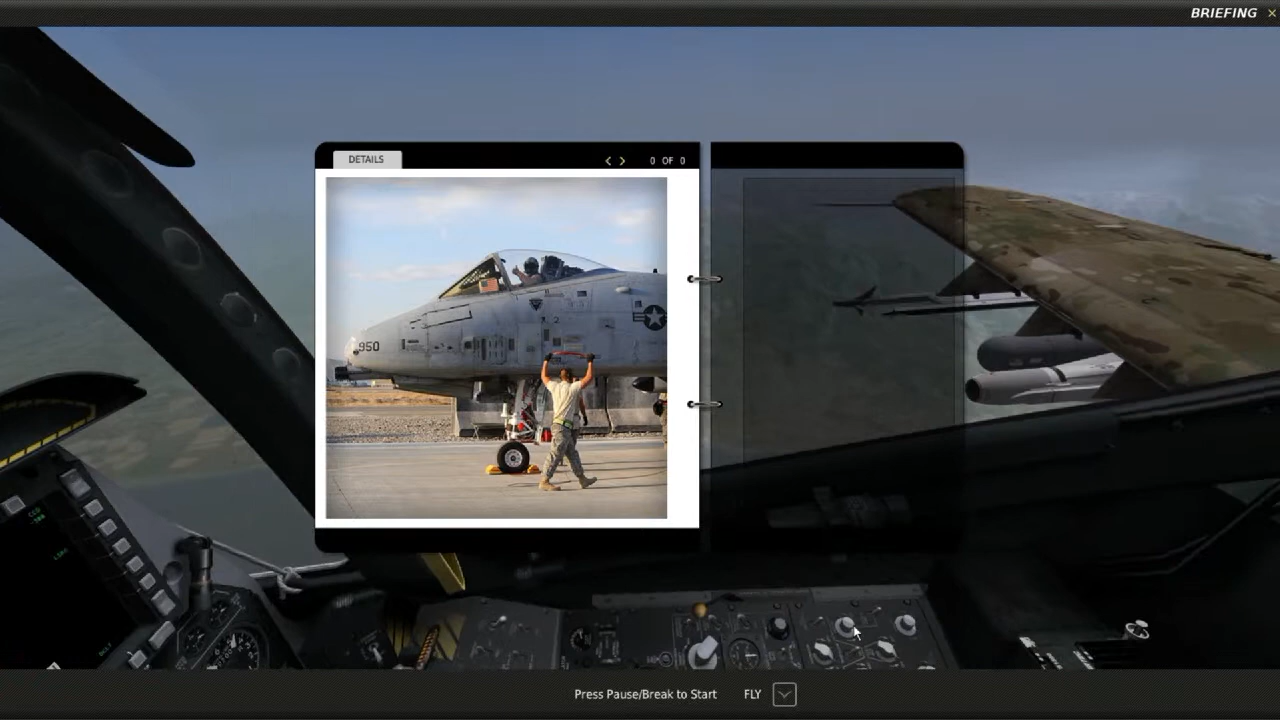 BRIEFING ×
DETAILS
< > 0 OF 0
950
Press Pause/Break to Start FLY